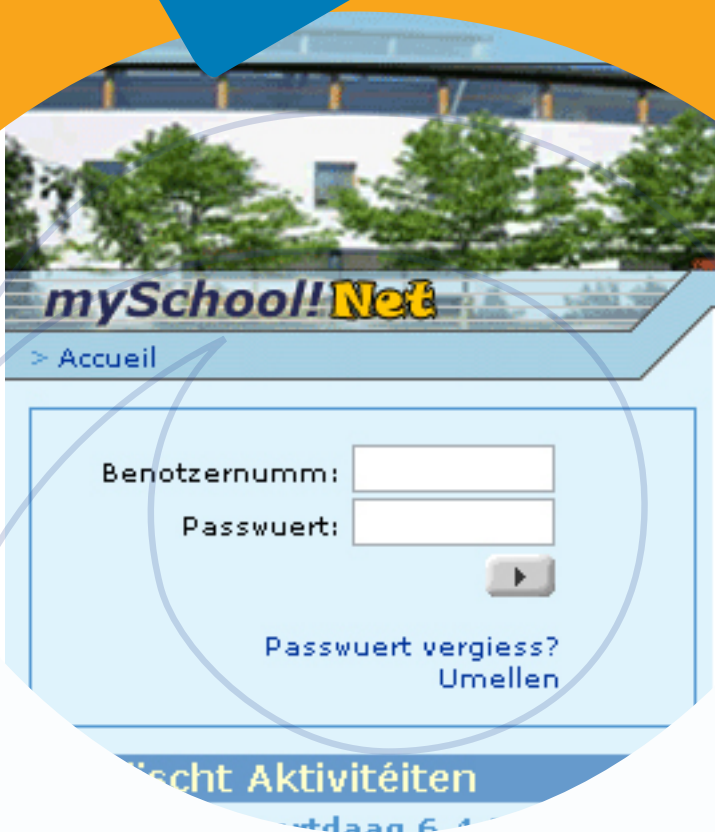 mySchool! Net
> Accueil
Benotzernumm:
Passwuert:
Passwuert vergiess?
Umellen
Aktivitéiten